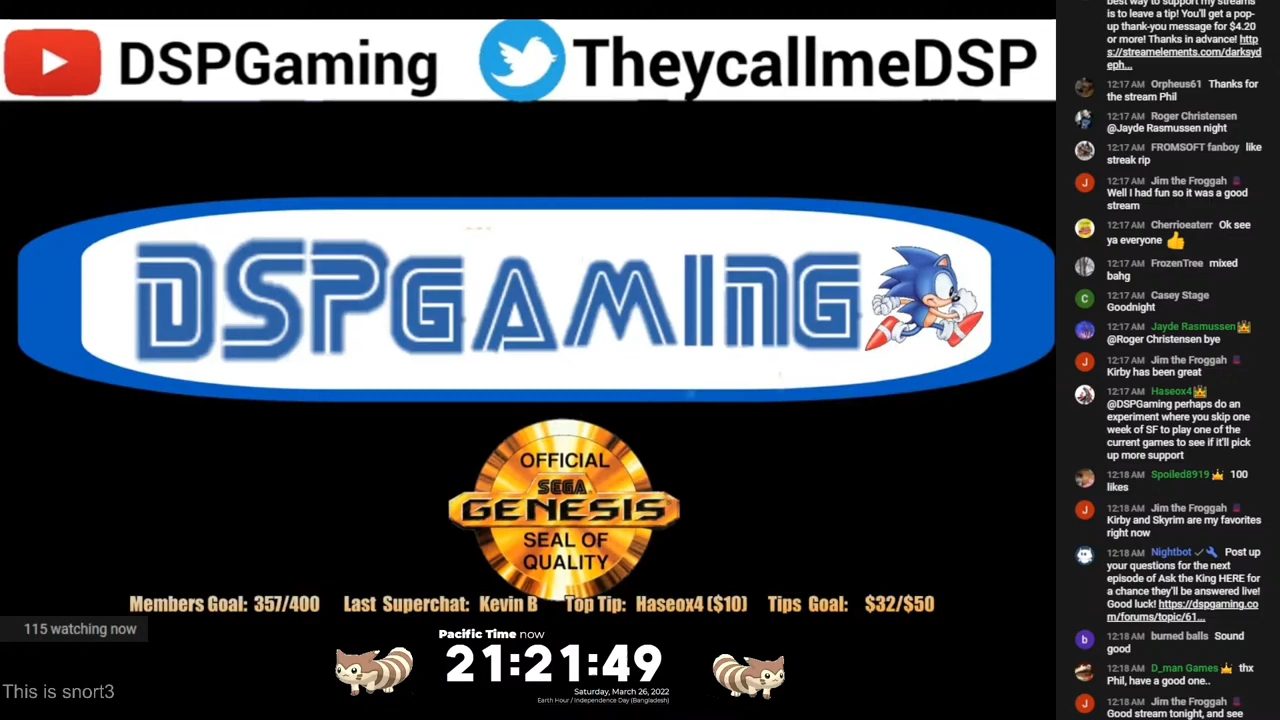 DSPGaming
TheycallmeDSP
DSPGAMING
OFFICIAL
SEGA
GENESIS
SEAL OF
QUALITY
Members Goal: 357/400 Last Superchat: Kevin B Top Tip: Haseox4 ($10) Tips Goal: $32/$50
115 watching now
Pacific Time now
21:21:49
Saturday, March 26, 2022
Earth Hour / Independence Day (Bangladesh)
This is snort3
best way to support my streams
is to leave a tip! You'll get a pop-
up thank-you message for $4.20
or more! Thanks in advance! http
s://streamelements.com/darksyd
eph...
12:17 AM Orpheus61 Thanks for
the stream Phil
12:17 AM Roger Christensen
@Jayde Rasmussen night
12:17 AM FROMSOFT fanboy like
streak rip
12:17 AM Jim the Froggah
Well I had fun so it was a good
stream
12:17 AM Cherrioeaterr Ok see
ya everyone
12:17 AM FrozenTree mixed
bahg
12:17 AM Casey Stage
Goodnight
12:17 AM Jayde Rasmussen
@Roger Christensen bye
12:17 AM Jim the Froggah
Kirby has been great
12:17 AM Haseox4
@DSPGaming perhaps do an
experiment where you skip one
week of SF to play one of the
current games to see if it'll pick
up more support
12:18 AM Spoiled8919 100
likes
12:18 AM Jim the Froggah
Kirby and Skyrim are my favorites
right now
12:18 AM Nightbot Post up
your questions for the next
episode of Ask the King HERE for
a chance they'll be answered live!
Good luck! https://dspgaming.co
m/forums/topic/61...
12:18 AM burned balls Sound
good
12:18 AM D_man Games thx
Phil, have a good one..
12:18 AM Jim the Froggah
Good stream tonight, and see